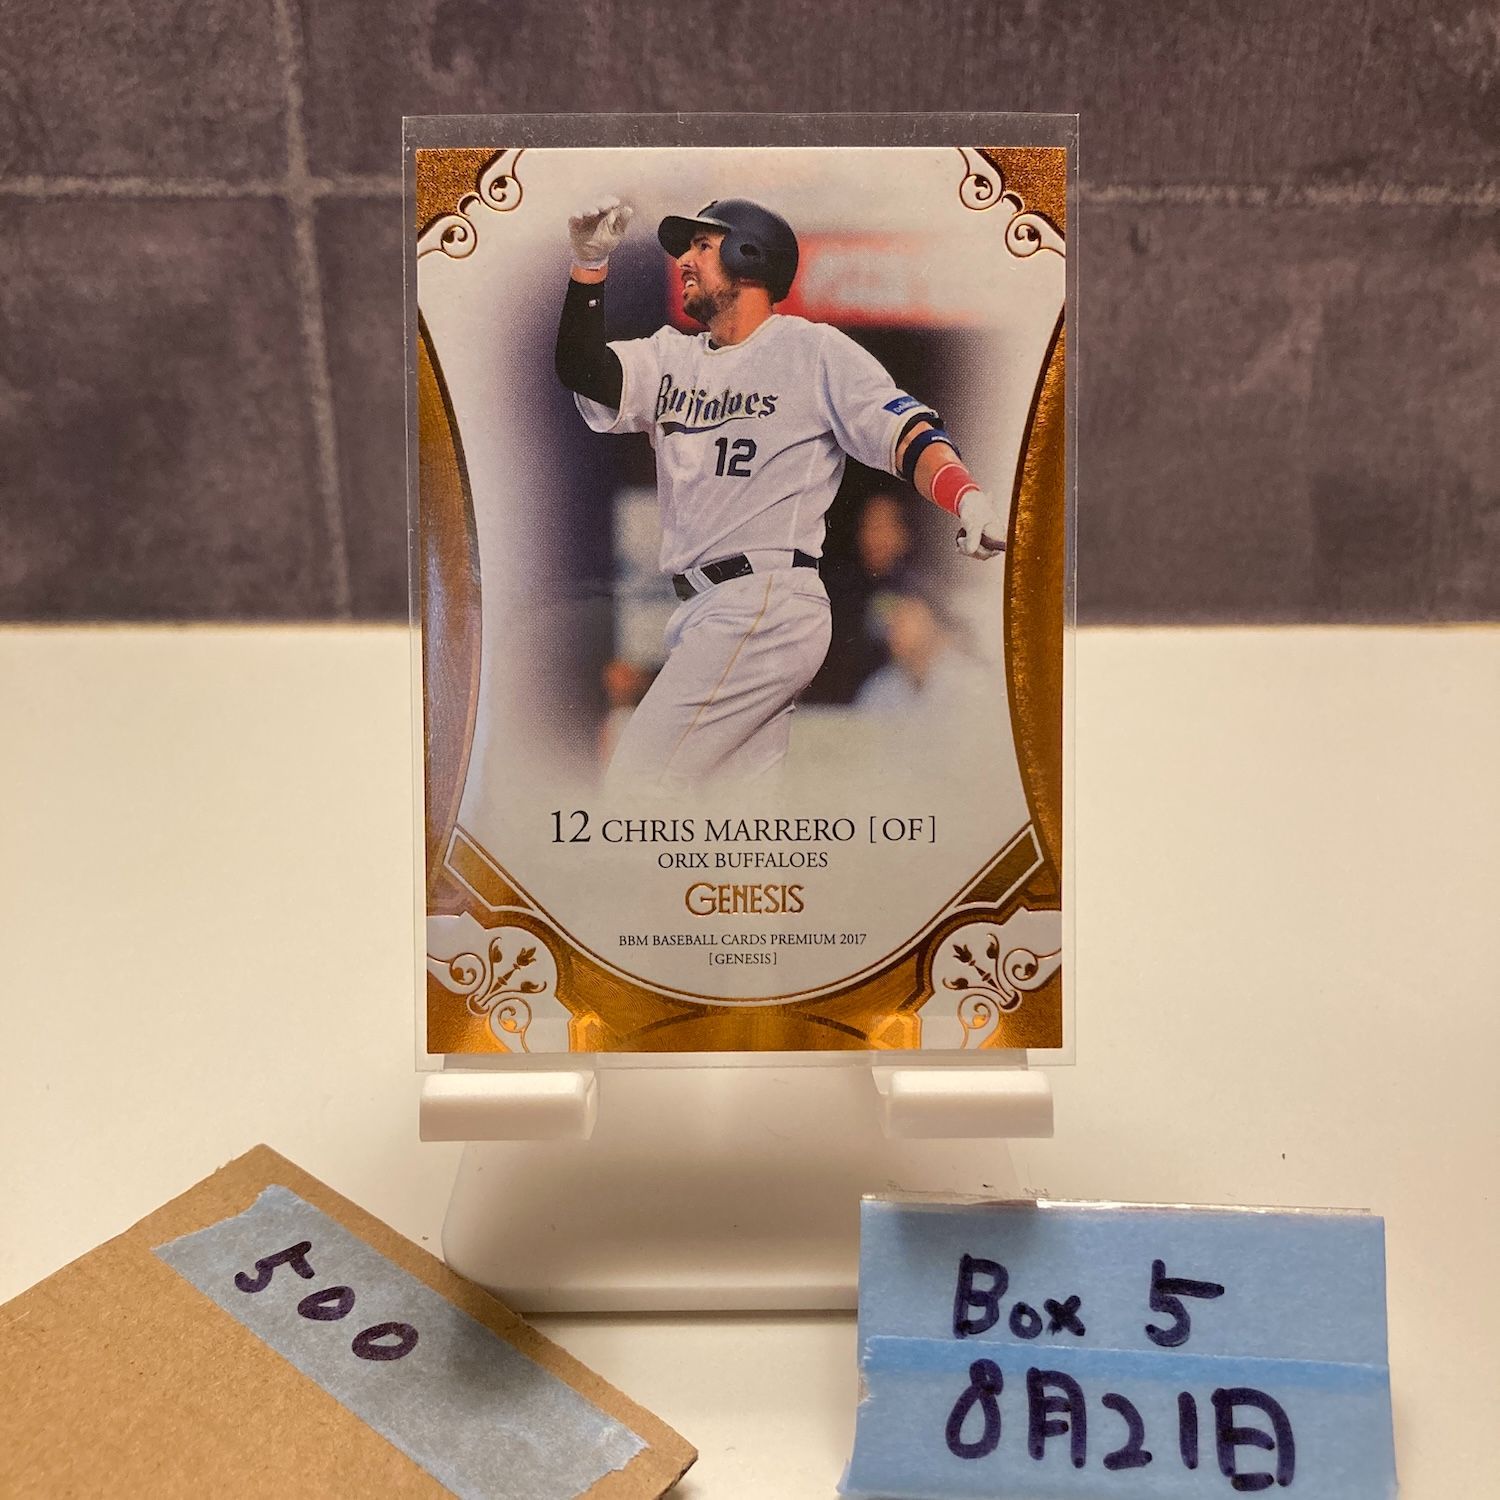 Buffaloes
12
12 CHRIS MARRERO [OF]
ORIX BUFFALOES
GENESIS
BBM BASEBALL CARDS PREMIUM 2017
[GENESIS]
500
Box 5
8月21日